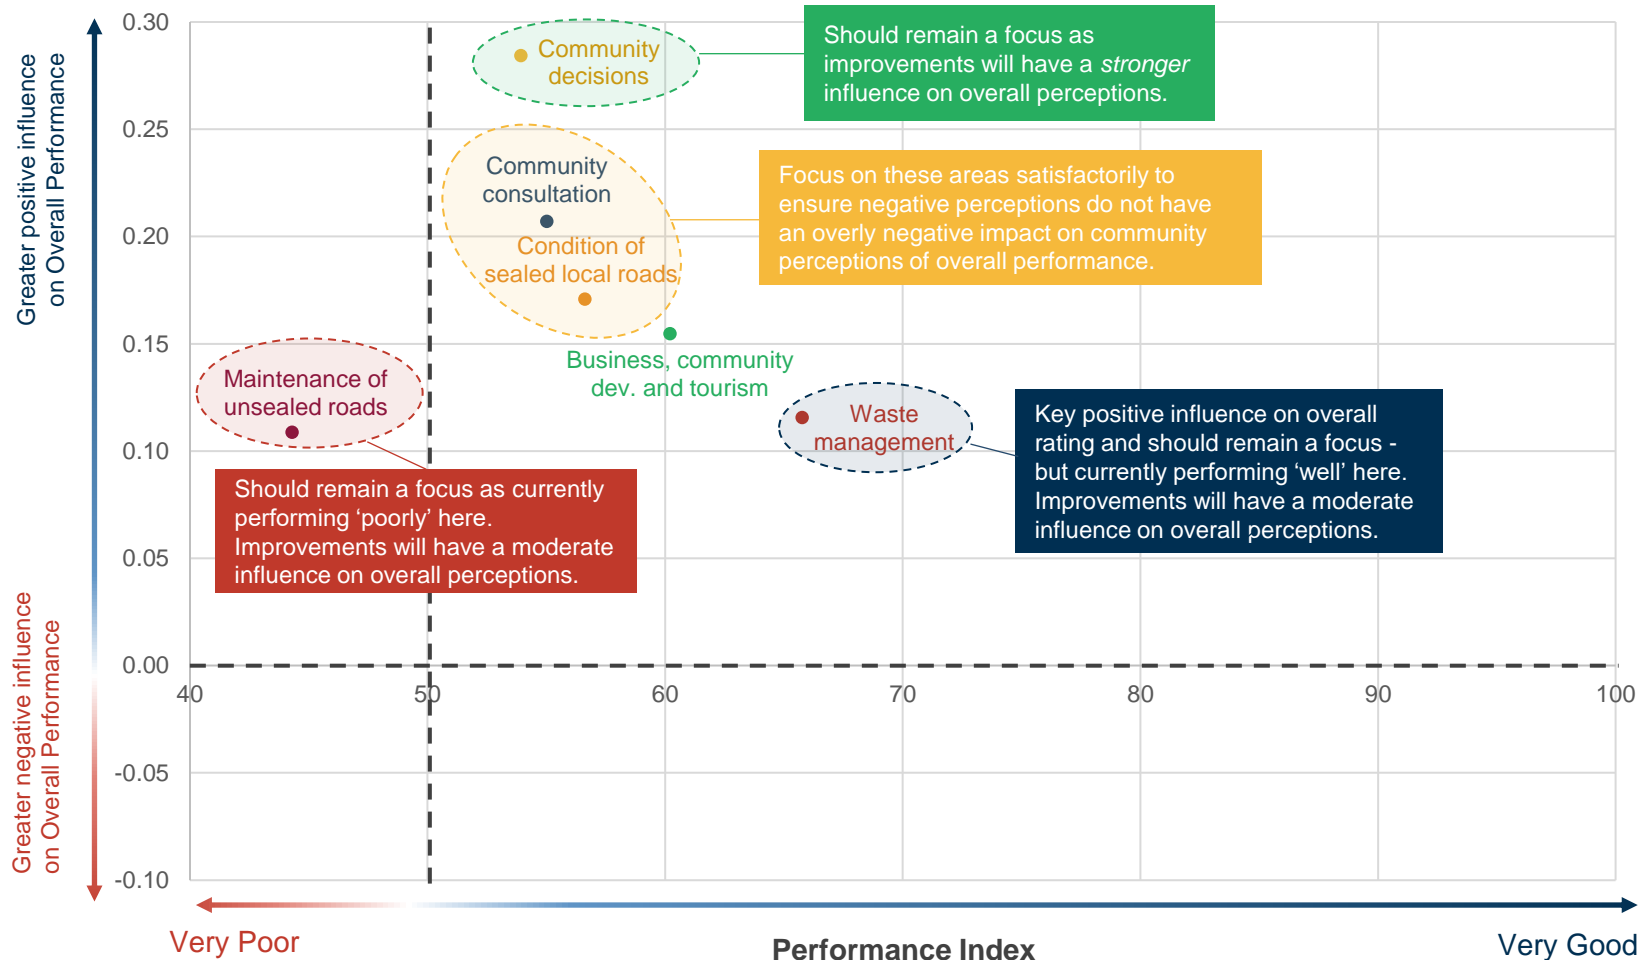 Greater positive influence
on Overall Performance
Greater negative influence
on Overall Performance
0.30
0.25
0.20
0.15
0.10
0.05
0.00
-0.05
-0.10
40
50
60
70
80
90
100
Community
decisions
Should remain a focus as
improvements will have a stronger
influence on overall perceptions.
Community
consultation
Condition of
sealed local roads
Focus on these areas satisfactorily to
ensure negative perceptions do not have
an overly negative impact on community
perceptions of overall performance.
Business, community
dev. and tourism
Maintenance of
unsealed roads
Should remain a focus as currently
performing ‘poorly’ here.
Improvements will have a moderate
influence on overall perceptions.
Waste
management
Key positive influence on overall
rating and should remain a focus -
but currently performing ‘well’ here.
Improvements will have a moderate
influence on overall perceptions.
Very Poor
Performance Index
Very Good